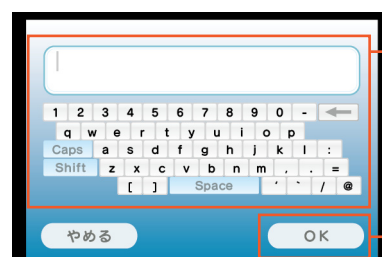 1 2 3 4 5 6 7 8 9 0 - ←
q w e r t y u i o p
Caps a s d f g h j k l :
Shift z x c v b n m , . =
[ ] Space ' ` / @
やめる OK